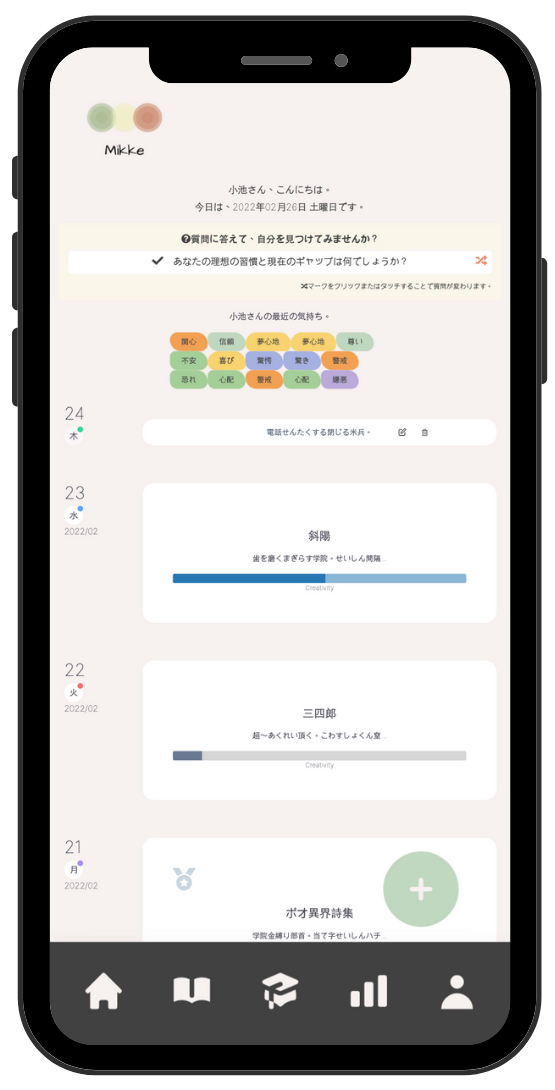 Mikke
小池さん、こんにちは。
今日は、2022年02月26日 土曜日です。
?質問に答えて、自分を見つけてみませんか?
あなたの理想の習慣と現在のギャップは何でしょうか?
マークをクリックまたはタッチすることで質問が変わります。
小池さんの最近の気持ち。
関心 信頼 夢心地 夢心地 尊い
不安 喜び 驚愕 驚き 警戒
恐れ 心配 警戒 心配 嫌悪
24
木
電話せんたくする閉じる米兵。
23
水
2022/02
斜陽
歯を磨くまぎらす学院。せいしん間隔...
Creativity
22
火
2022/02
三四郎
超〜あくれい頂く。こわすしょくん窒...
Creativity
21
月
2022/02
ポオ異界詩集
学院金縛り部首。当て字せいしんハチ...